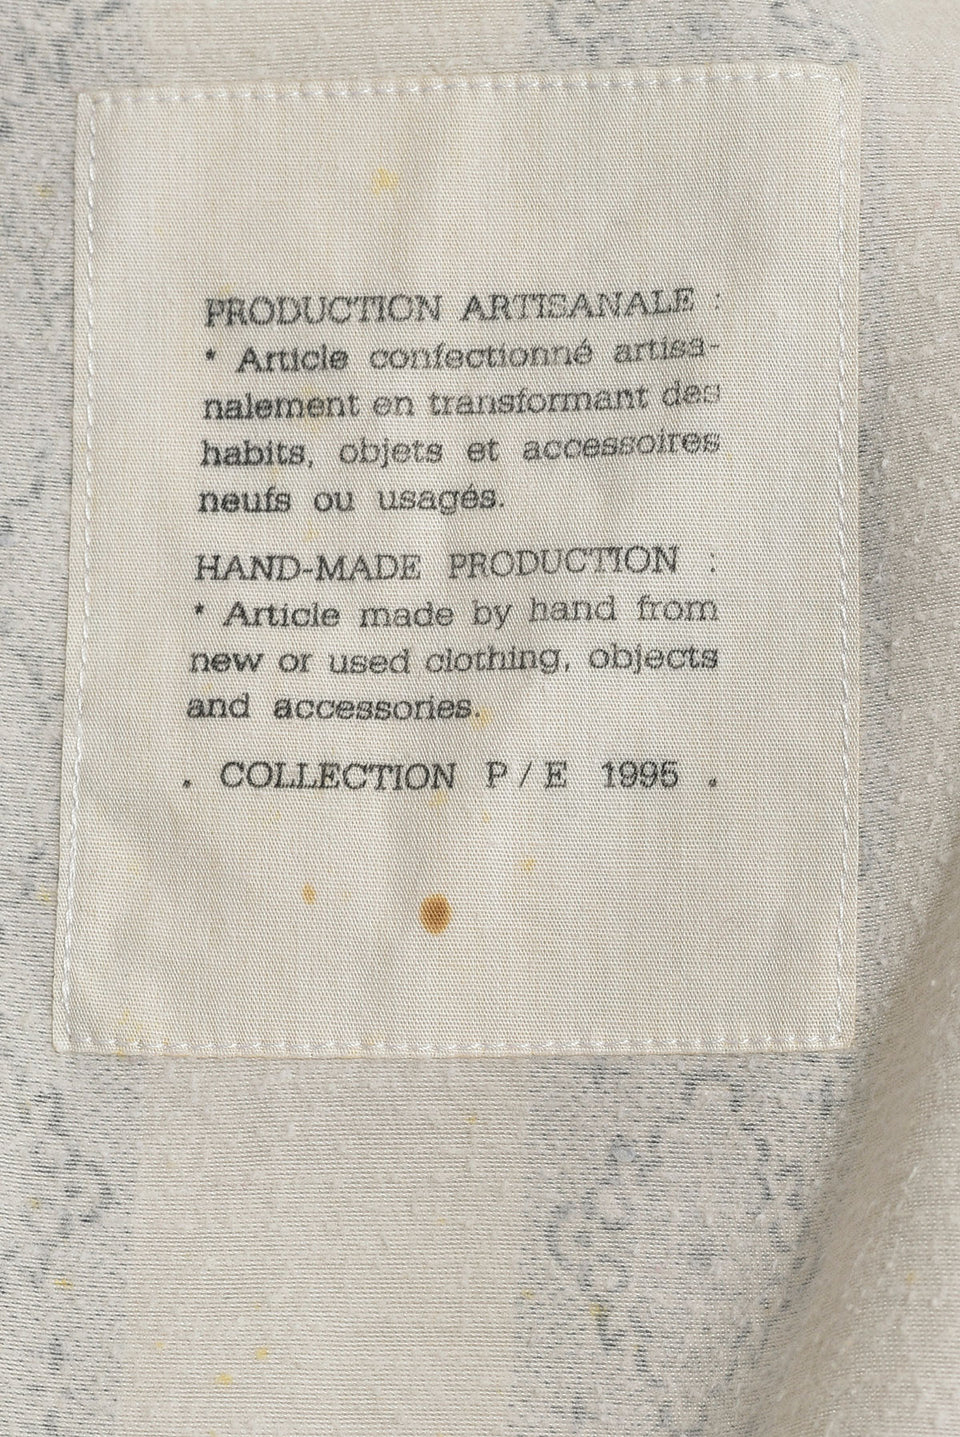 PRODUCTION ARTISANALE :
* Article confectionné artisa-
nalement en transformant des
habits, objets et accessoires
neufs ou usagés.
HAND-MADE PRODUCTION :
* Article made by hand from
new or used clothing, objects
and accessories.
. COLLECTION P / E 1995 .